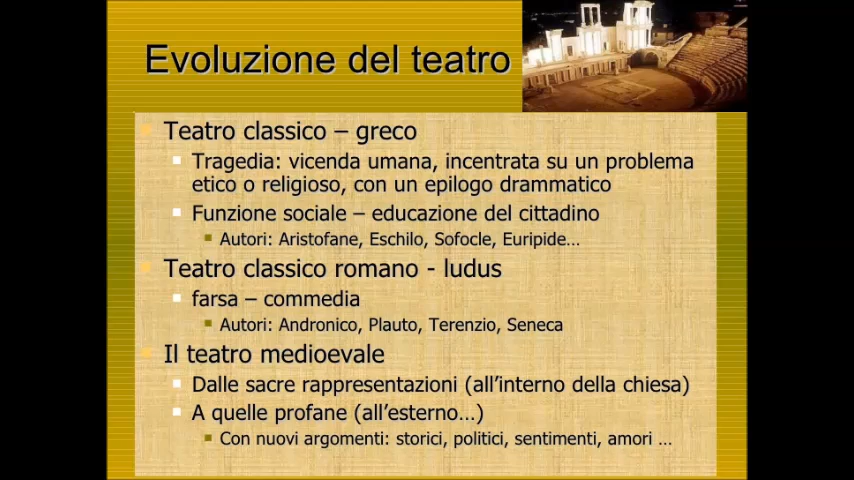 Evoluzione del teatro
Teatro classico – greco
Tragedia: vicenda umana, incentrata su un problema
etico o religioso, con un epilogo drammatico
Funzione sociale – educazione del cittadino
Autori: Aristofane, Eschilo, Sofocle, Euripide…
Teatro classico romano - ludus
farsa – commedia
Autori: Andronico, Plauto, Terenzio, Seneca
Il teatro medioevale
Dalle sacre rappresentazioni (all’interno della chiesa)
A quelle profane (all’esterno…)
Con nuovi argomenti: storici, politici, sentimenti, amori …